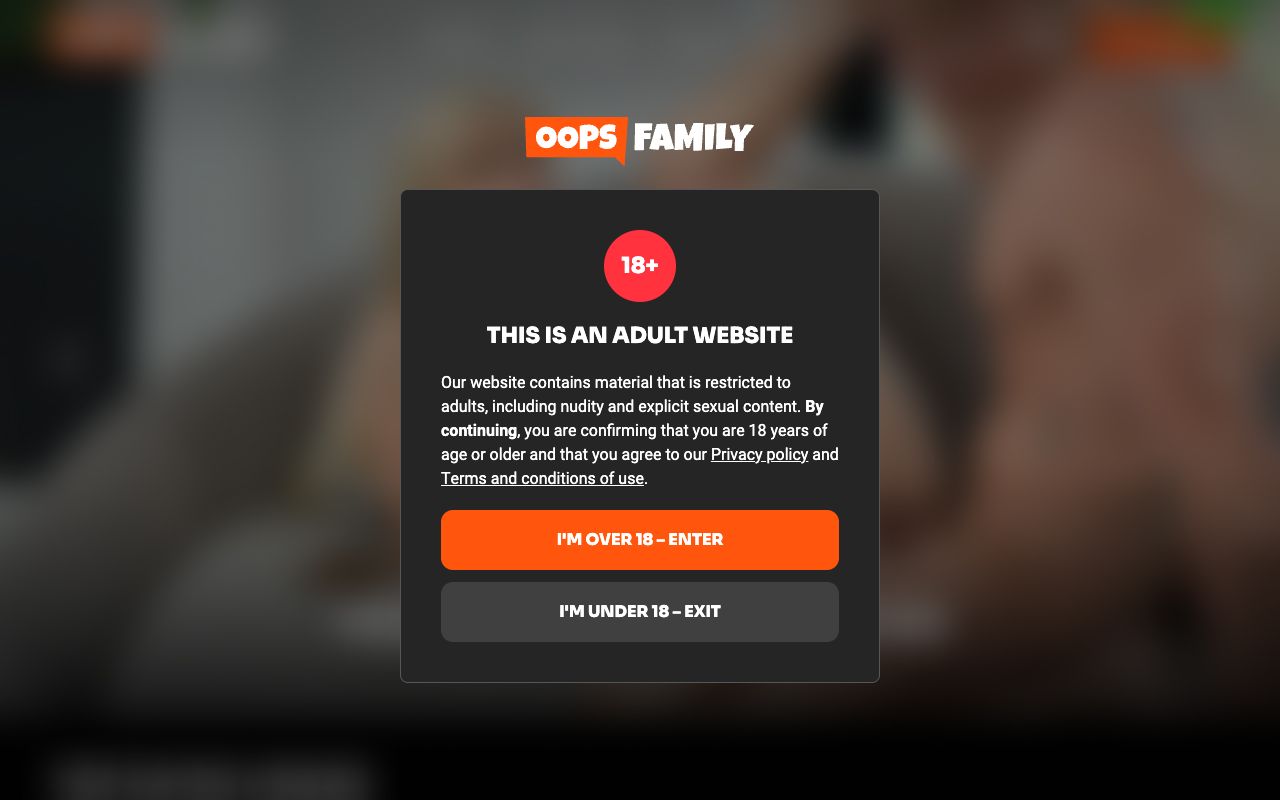 OOPS FAMILY
18+
THIS IS AN ADULT WEBSITE
Our website contains material that is restricted to
adults, including nudity and explicit sexual content. By
continuing, you are confirming that you are 18 years of
age or older and that you agree to our Privacy policy and
Terms and conditions of use.
I'M OVER 18 – ENTER
I'M UNDER 18 – EXIT